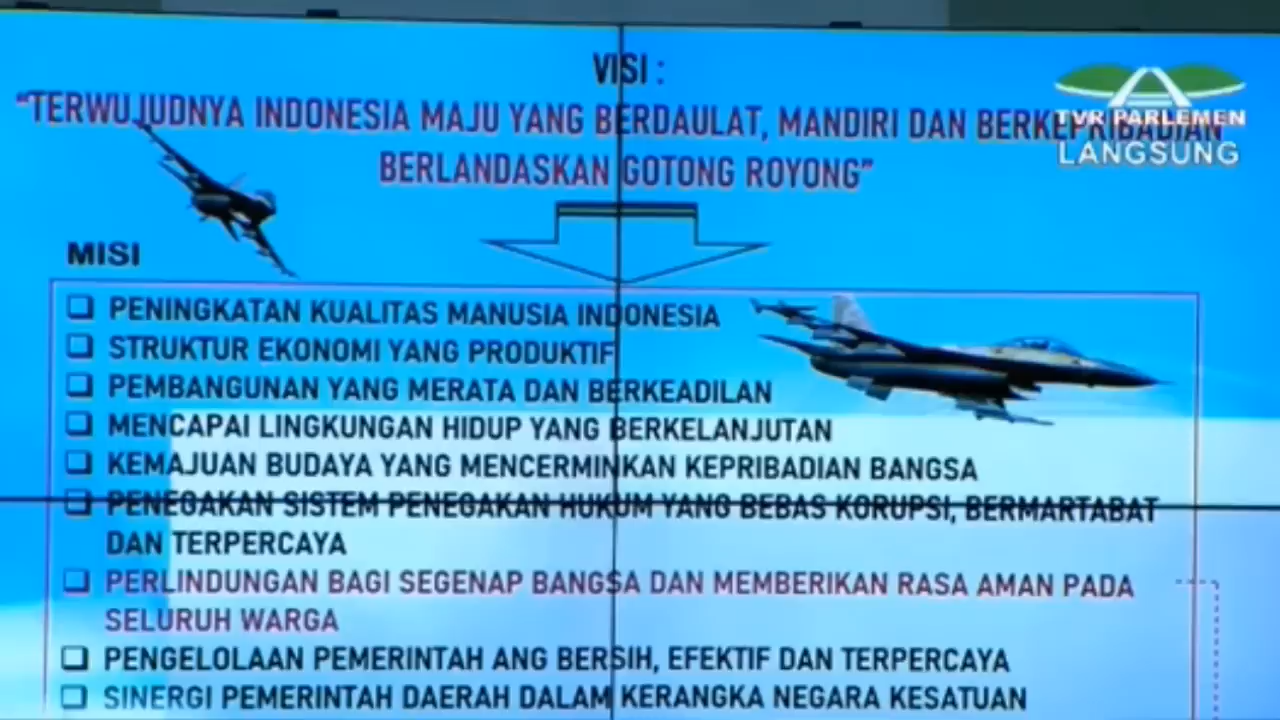 VISI :
"TERWUJUDNYA INDONESIA MAJU YANG BERDAULAT, MANDIRI DAN BERKEPRIBADIAN
BERLANDASKAN GOTONG ROYONG"
TVR PARLEMEN
LANGSUNG
MISI
❑ PENINGKATAN KUALITAS MANUSIA INDONESIA
❑ STRUKTUR EKONOMI YANG PRODUKTIF
❑ PEMBANGUNAN YANG MERATA DAN BERKEADILAN
❑ MENCAPAI LINGKUNGAN HIDUP YANG BERKELANJUTAN
❑ KEMAJUAN BUDAYA YANG MENCERMINKAN KEPRIBADIAN BANGSA
❑ PENEGAKAN SISTEM PENEGAKAN HUKUM YANG BEBAS KORUPSI, BERMARTABAT
DAN TERPERCAYA
❑ PERLINDUNGAN BAGI SEGENAP BANGSA DAN MEMBERIKAN RASA AMAN PADA
SELURUH WARGA
❑ PENGELOLAAN PEMERINTAH ANG BERSIH, EFEKTIF DAN TERPERCAYA
❑ SINERGI PEMERINTAH DAERAH DALAM KERANGKA NEGARA KESATUAN